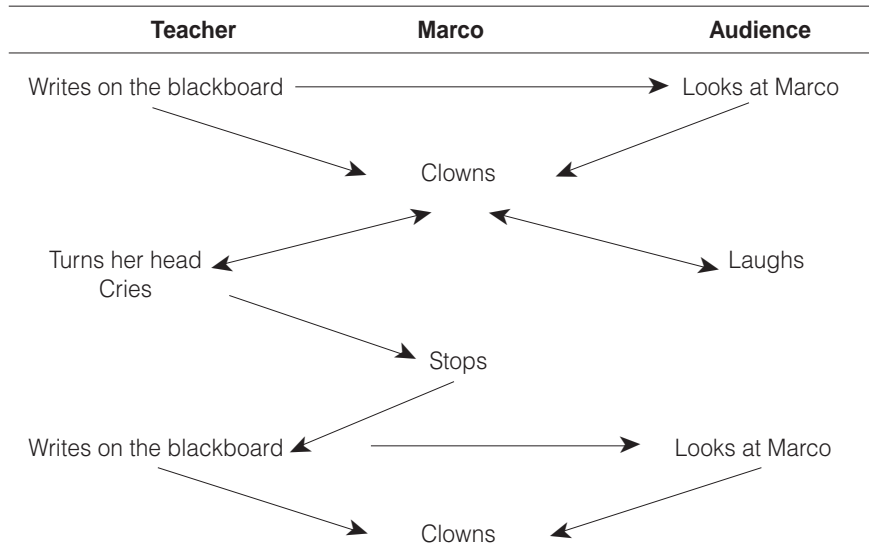 Teacher Marco Audience
Writes on the blackboard Looks at Marco
Clowns
Turns her head Laughs
Cries
Stops
Writes on the blackboard Looks at Marco
Clowns